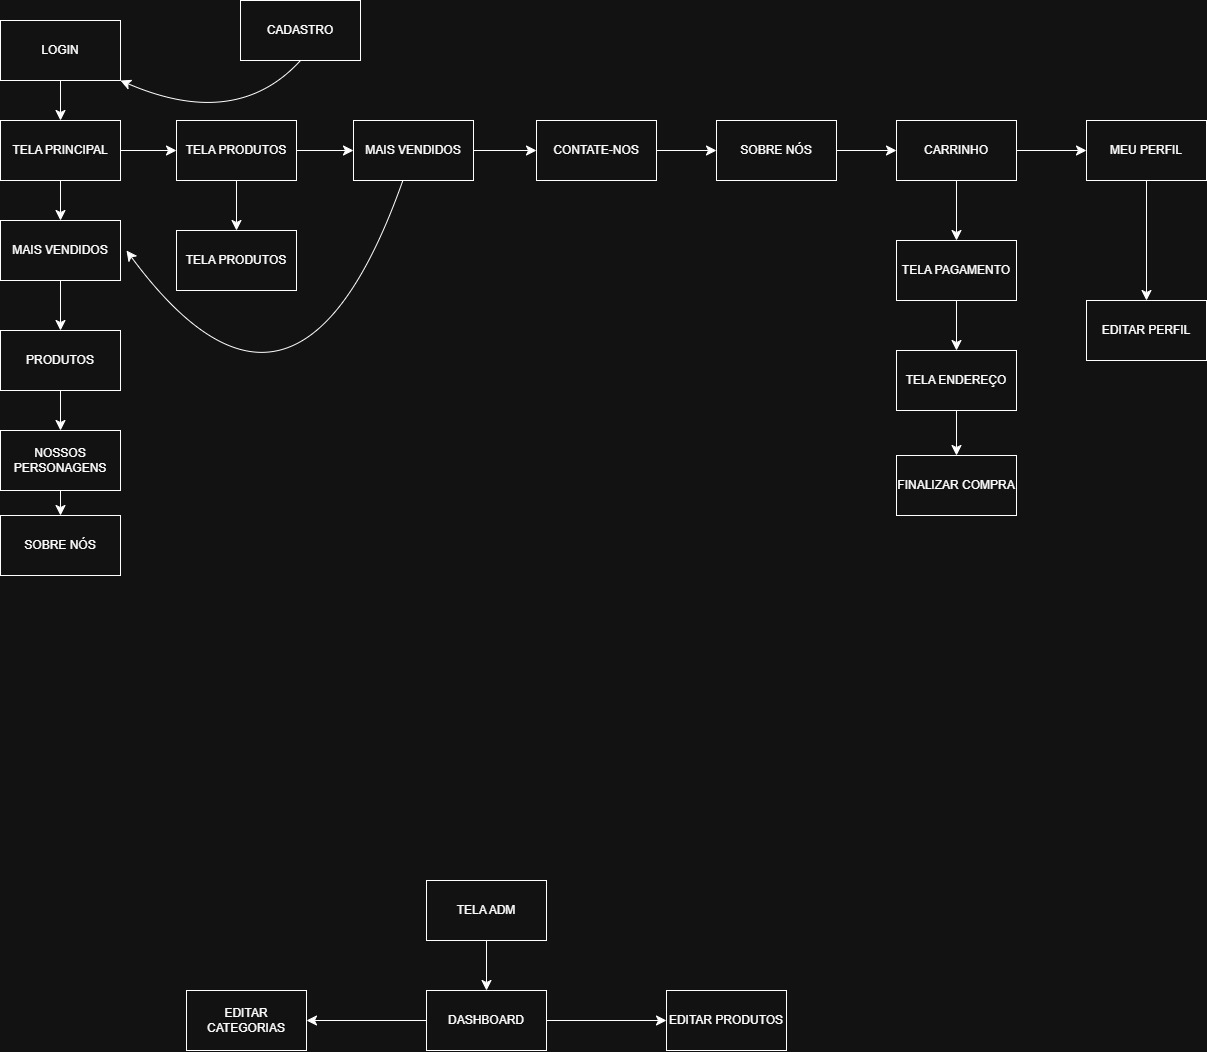 CADASTRO
LOGIN
TELA PRINCIPAL
TELA PRODUTOS
MAIS VENDIDOS
CONTATE-NOS
SOBRE NÓS
CARRINHO
MEU PERFIL
MAIS VENDIDOS
TELA PRODUTOS
TELA PAGAMENTO
EDITAR PERFIL
PRODUTOS
TELA ENDEREÇO
NOSSOS
PERSONAGENS
FINALIZAR COMPRA
SOBRE NÓS
TELA ADM
EDITAR
CATEGORIAS
DASHBOARD
EDITAR PRODUTOS